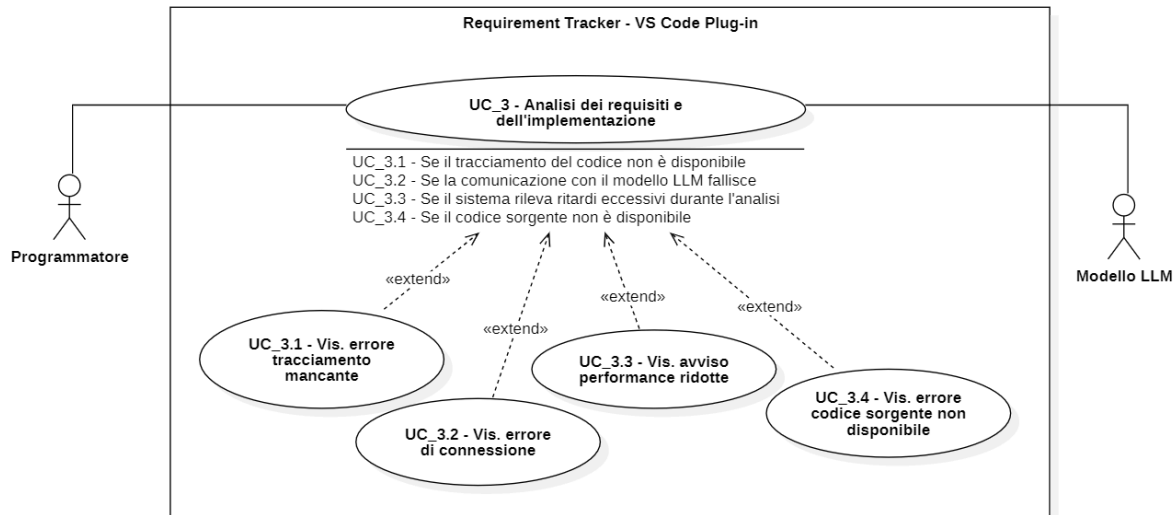 Requirement Tracker - VS Code Plug-in
UC_3 - Analisi dei requisiti e
dell'implementazione
UC_3.1 - Se il tracciamento del codice non è disponibile
UC_3.2 - Se la comunicazione con il modello LLM fallisce
UC_3.3 - Se il sistema rileva ritardi eccessivi durante l'analisi
UC_3.4 - Se il codice sorgente non è disponibile
Programmatore
Modello LLM
«extend»
«extend»
«extend»
«extend»
UC_3.1 - Vis. errore
tracciamento
mancante
UC_3.2 - Vis. errore
di connessione
UC_3.3 - Vis. avviso
performance ridotte
UC_3.4 - Vis. errore
codice sorgente non
disponibile